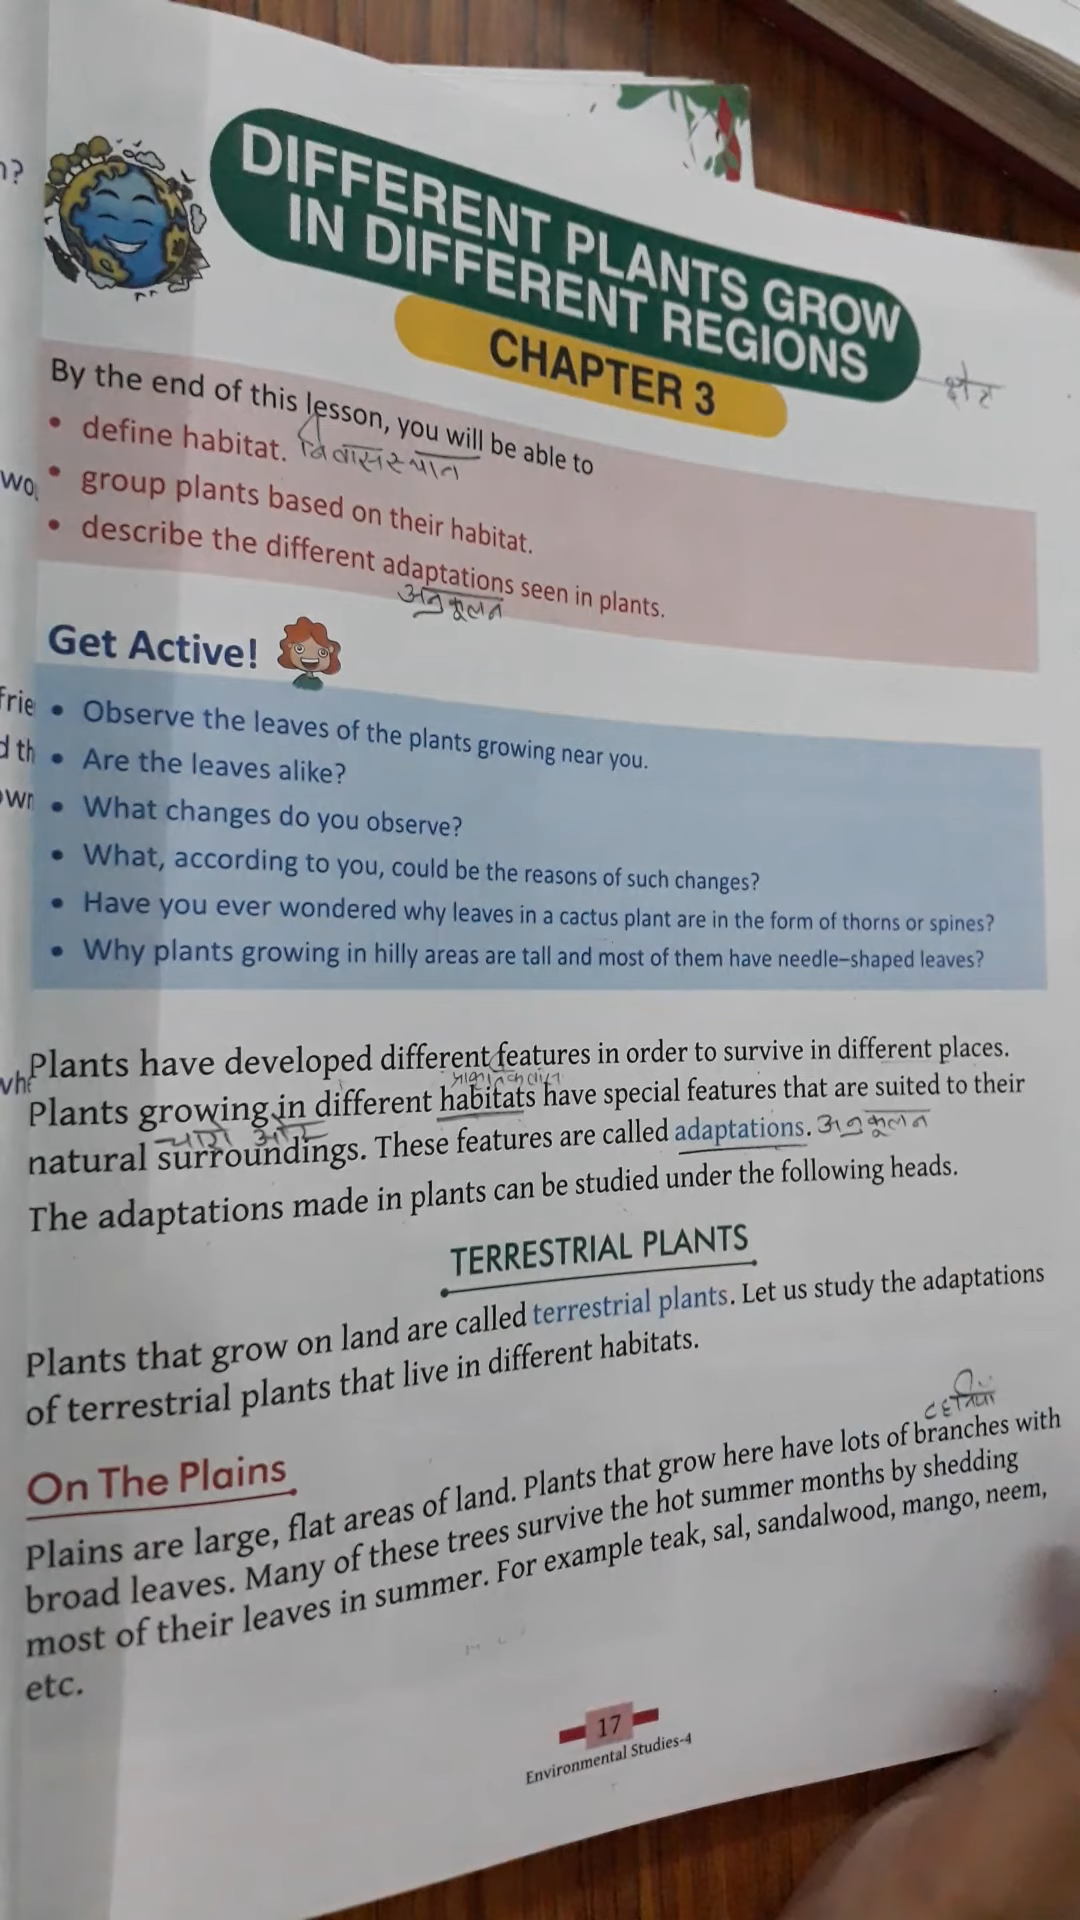 n?
DIFFERENT PLANTS GROW
IN DIFFERENT REGIONS
CHAPTER 3
क्षेत्र
By the end of this lesson, you will be able to
• define habitat. निवासस्थान
wo
• group plants based on their habitat.
• describe the different adaptations seen in plants.
अनुकूलन
Get Active!
frie
• Observe the leaves of the plants growing near you.
d th
• Are the leaves alike?
own
• What changes do you observe?
• What, according to you, could be the reasons of such changes?
• Have you ever wondered why leaves in a cactus plant are in the form of thorns or spines?
• Why plants growing in hilly areas are tall and most of them have needle–shaped leaves?
Plants have developed different features in order to survive in different places.
Plants growing in different habitats have special features that are suited to their
चारों ओर
natural surroundings. These features are called adaptations. अनुकूलन
The adaptations made in plants can be studied under the following heads.
TERRESTRIAL PLANTS
Plants that grow on land are called terrestrial plants. Let us study the adaptations
of terrestrial plants that live in different habitats.
On The Plains
टहनियां
Plains are large, flat areas of land. Plants that grow here have lots of branches with
broad leaves. Many of these trees survive the hot summer months by shedding
most of their leaves in summer. For example teak, sal, sandalwood, mango, neem,
etc.
17
Environmental Studies-4